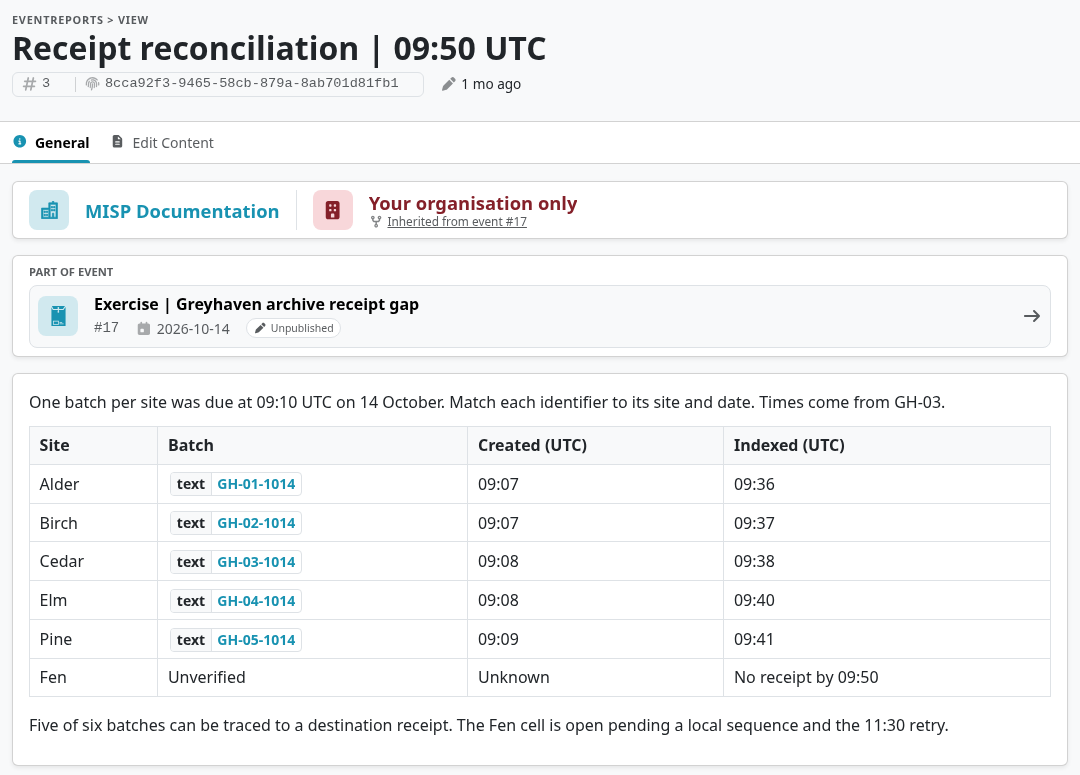 EVENTREPORTS > VIEW
Receipt reconciliation | 09:50 UTC
# 3 8cca92f3-9465-58cb-879a-8ab701d81fb1 1 mo ago
General Edit Content
MISP Documentation
Your organisation only
Inherited from event #17
PART OF EVENT
Exercise | Greyhaven archive receipt gap
#17 2026-10-14 Unpublished
One batch per site was due at 09:10 UTC on 14 October. Match each identifier to its site and date. Times come from GH-03.
Site Batch Created (UTC) Indexed (UTC)
Alder text GH-01-1014 09:07 09:36
Birch text GH-02-1014 09:07 09:37
Cedar text GH-03-1014 09:08 09:38
Elm text GH-04-1014 09:08 09:40
Pine text GH-05-1014 09:09 09:41
Fen Unverified Unknown No receipt by 09:50
Five of six batches can be traced to a destination receipt. The Fen cell is open pending a local sequence and the 11:30 retry.